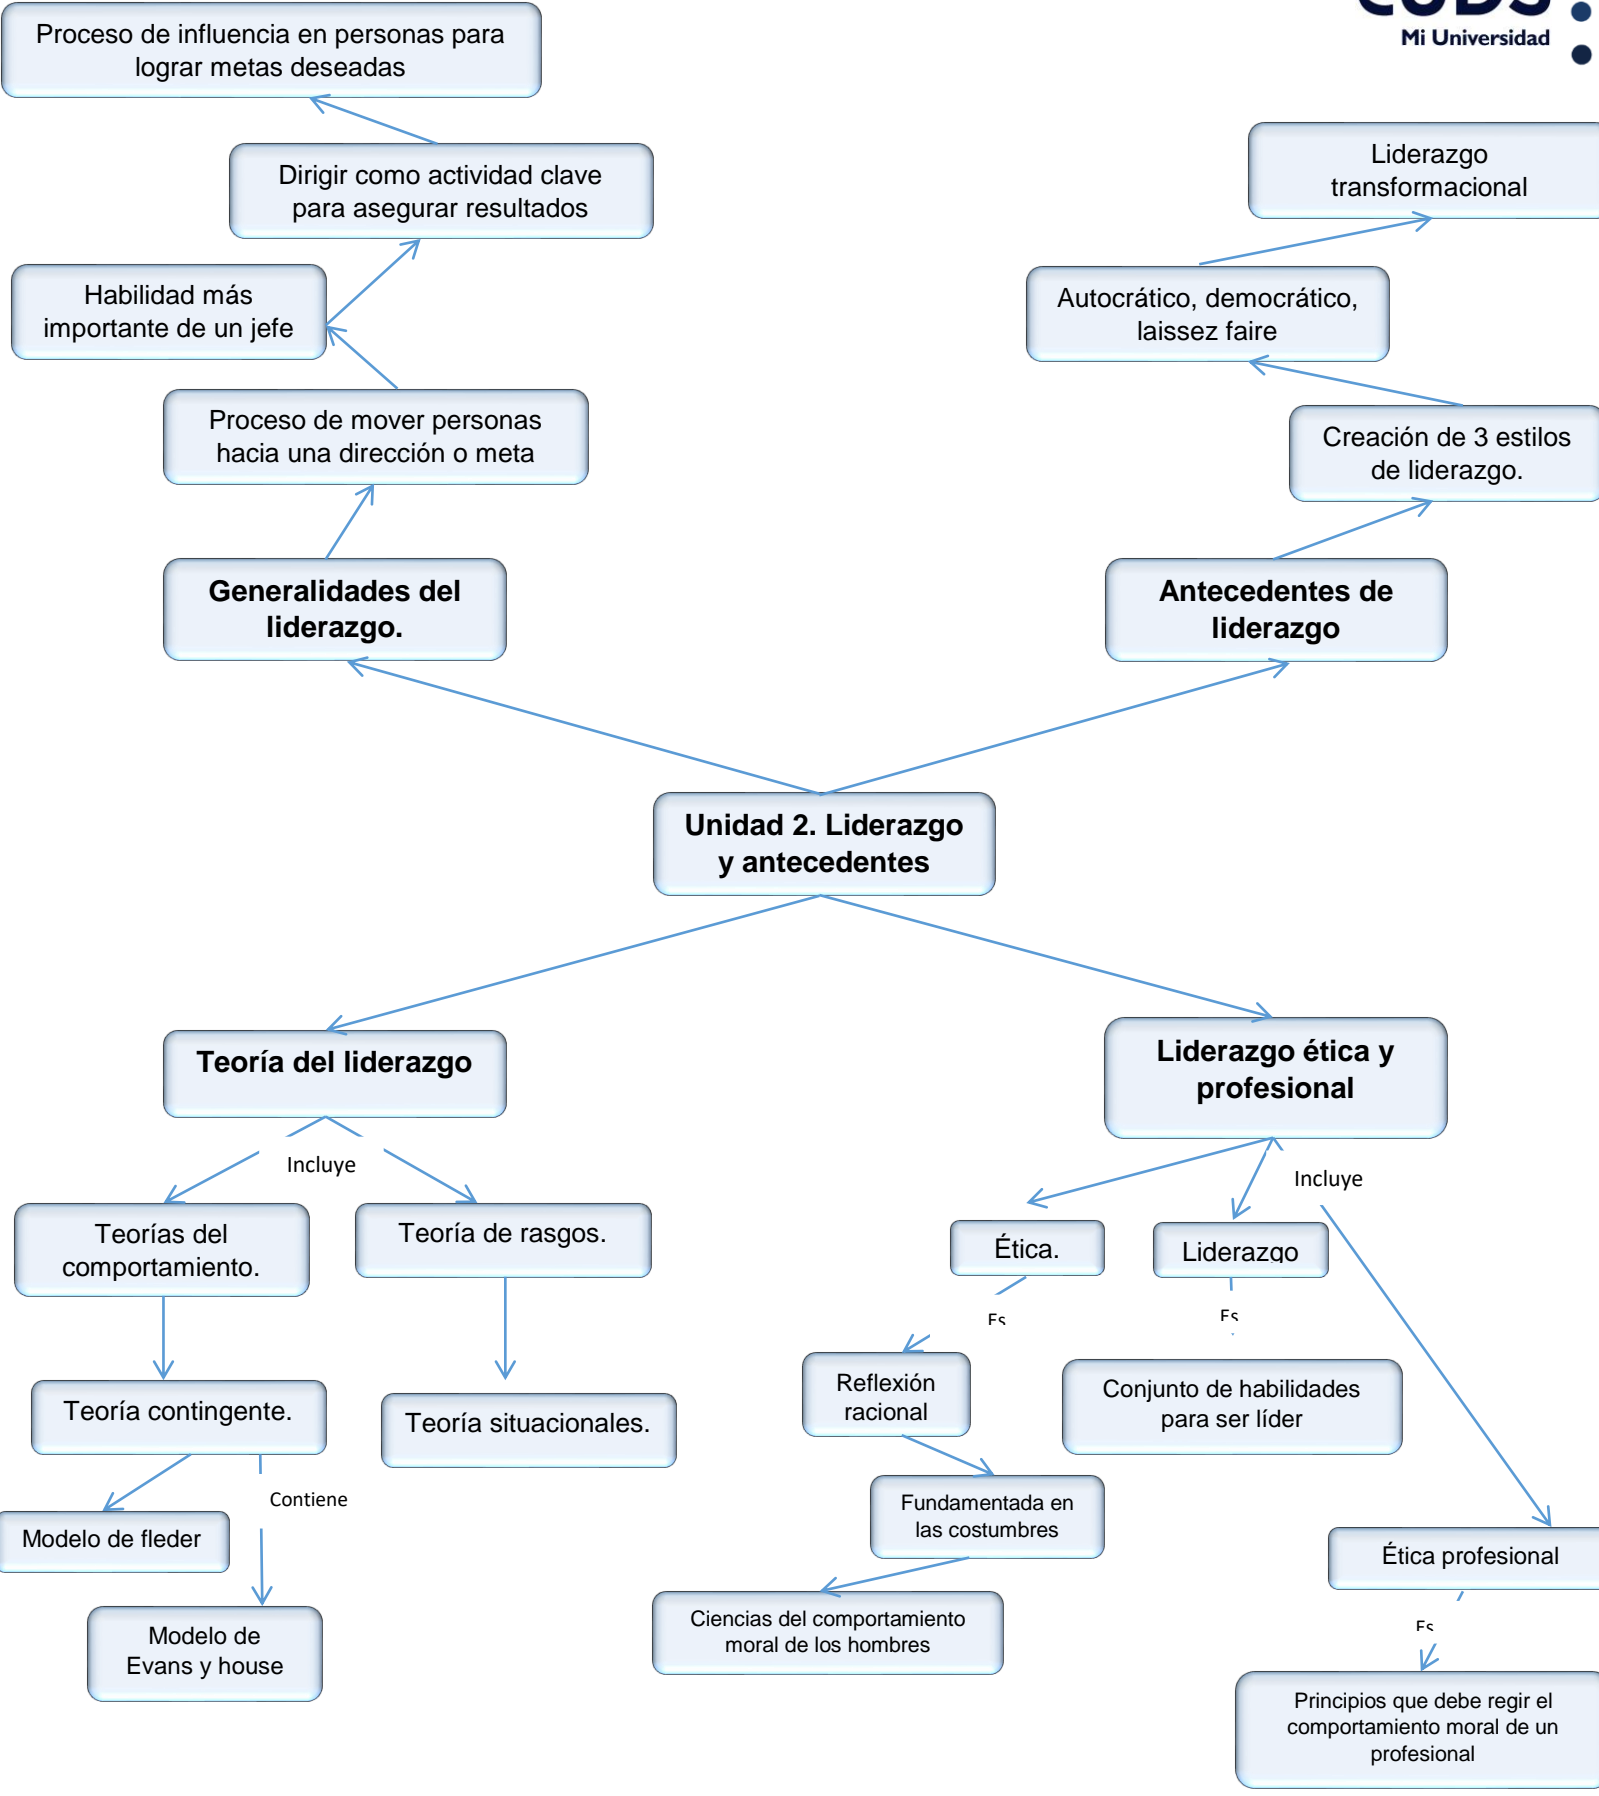 Mi Universidad
Proceso de influencia en personas para
lograr metas deseadas
Dirigir como actividad clave
para asegurar resultados
Liderazgo
transformacional
Habilidad más
importante de un jefe
Autocrático, democrático,
laissez faire
Proceso de mover personas
hacia una dirección o meta
Creación de 3 estilos
de liderazgo.
Generalidades del
liderazgo.
Antecedentes de
liderazgo
Unidad 2. Liderazgo
y antecedentes
Teoría del liderazgo
Liderazgo ética y
profesional
Incluye
Incluye
Teorías del
comportamiento.
Teoría de rasgos.
Ética.
Liderazgo
Es
Es
Reflexión
racional
Conjunto de habilidades
para ser líder
Teoría contingente.
Teoría situacionales.
Contiene
Fundamentada en
las costumbres
Modelo de fleder
Ética profesional
Ciencias del comportamiento
moral de los hombres
Modelo de
Evans y house
Es
Principios que debe regir el
comportamiento moral de un
profesional